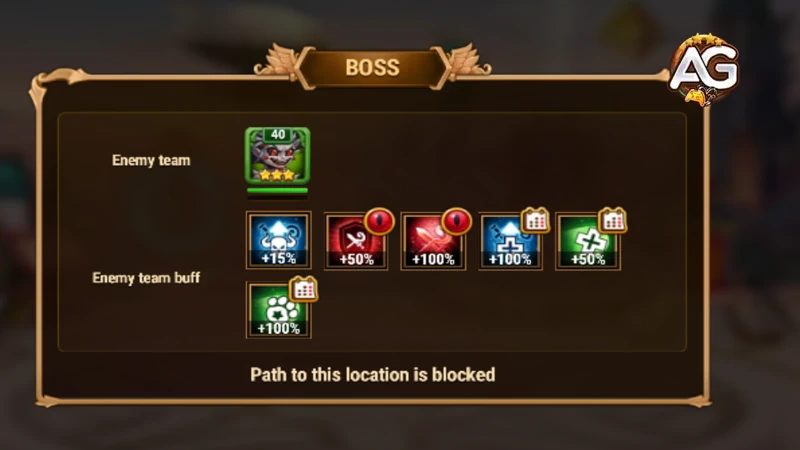 BOSS
AG
Enemy team
40
+15%
+50%
+100%
+100%
+50%
Enemy team buff
+100%
Path to this location is blocked